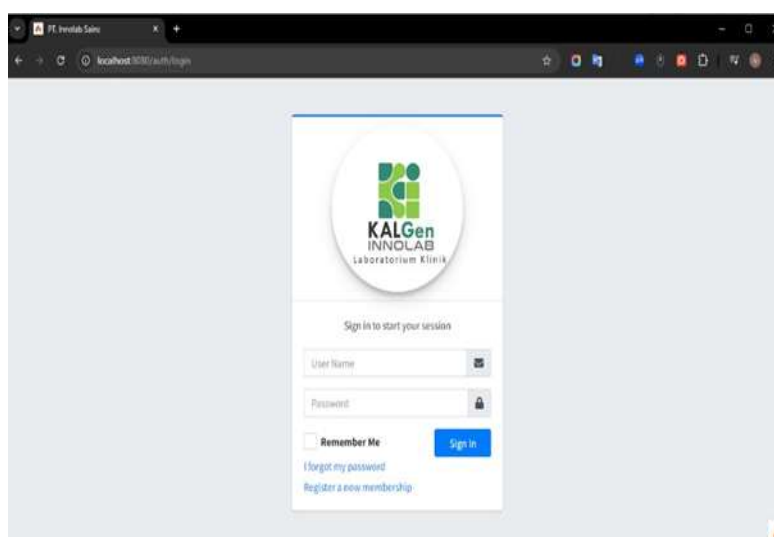 PT. Innolab Sains
localhost:8080/auth/login
KALGen
INNOLAB
Laboratorium Klinik
Sign in to start your session
User Name
Password
Remember Me
Sign In
I forgot my password
Register a new membership